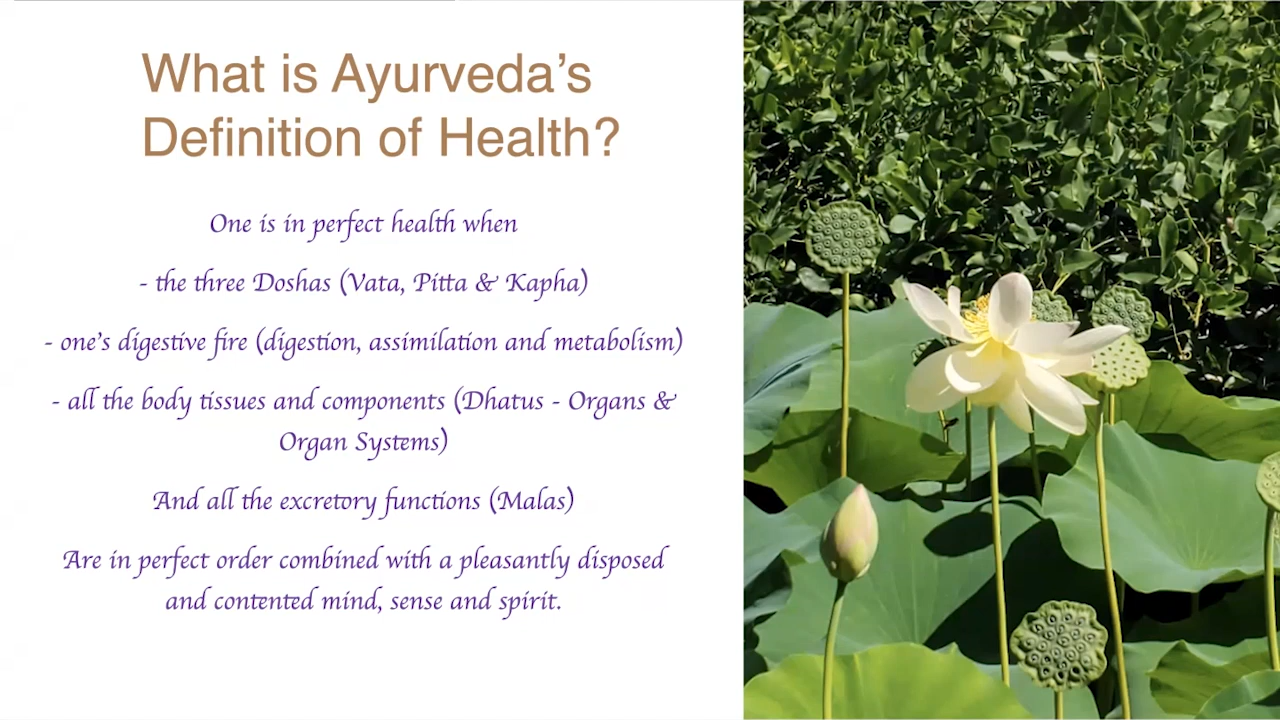 What is Ayurveda’s
Definition of Health?
One is in perfect health when
- the three Doshas (Vata, Pitta & Kapha)
- one's digestive fire (digestion, assimilation and metabolism)
- all the body tissues and components (Dhatus - Organs &
Organ Systems)
And all the excretory functions (Malas)
Are in perfect order combined with a pleasantly disposed
and contented mind, sense and spirit.